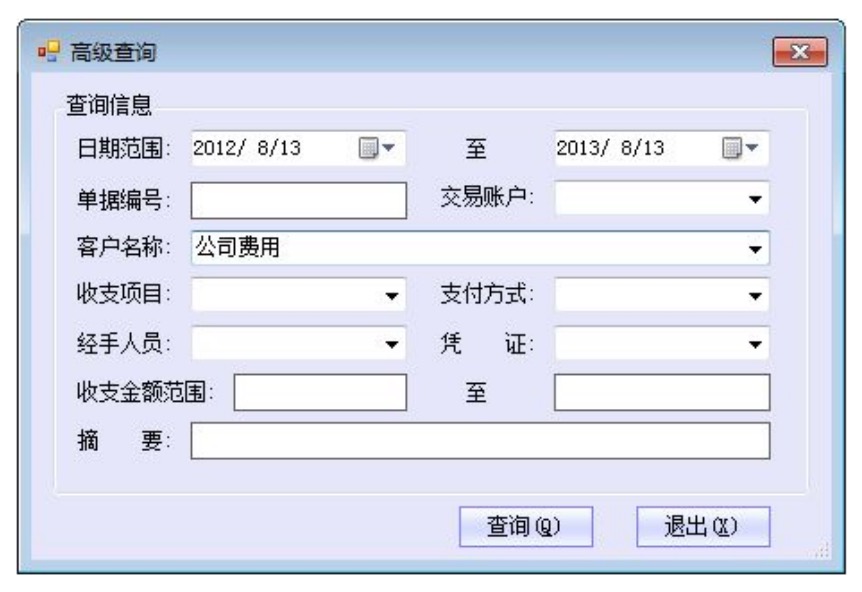 高级查询
查询信息
日期范围: 2012/ 8/13 至 2013/ 8/13
单据编号: 交易账户:
客户名称: 公司费用
收支项目: 支付方式:
经手人员: 凭 证:
收支金额范围: 至
摘 要:
查询(Q) 退出(X)